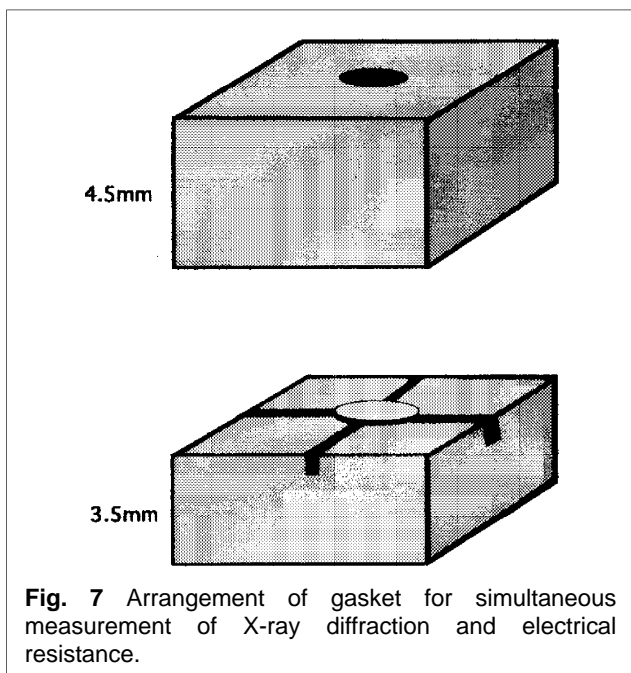 4.5mm
3.5mm
Fig. 7 Arrangement of gasket for simultaneous
measurement of X-ray diffraction and electrical
resistance.